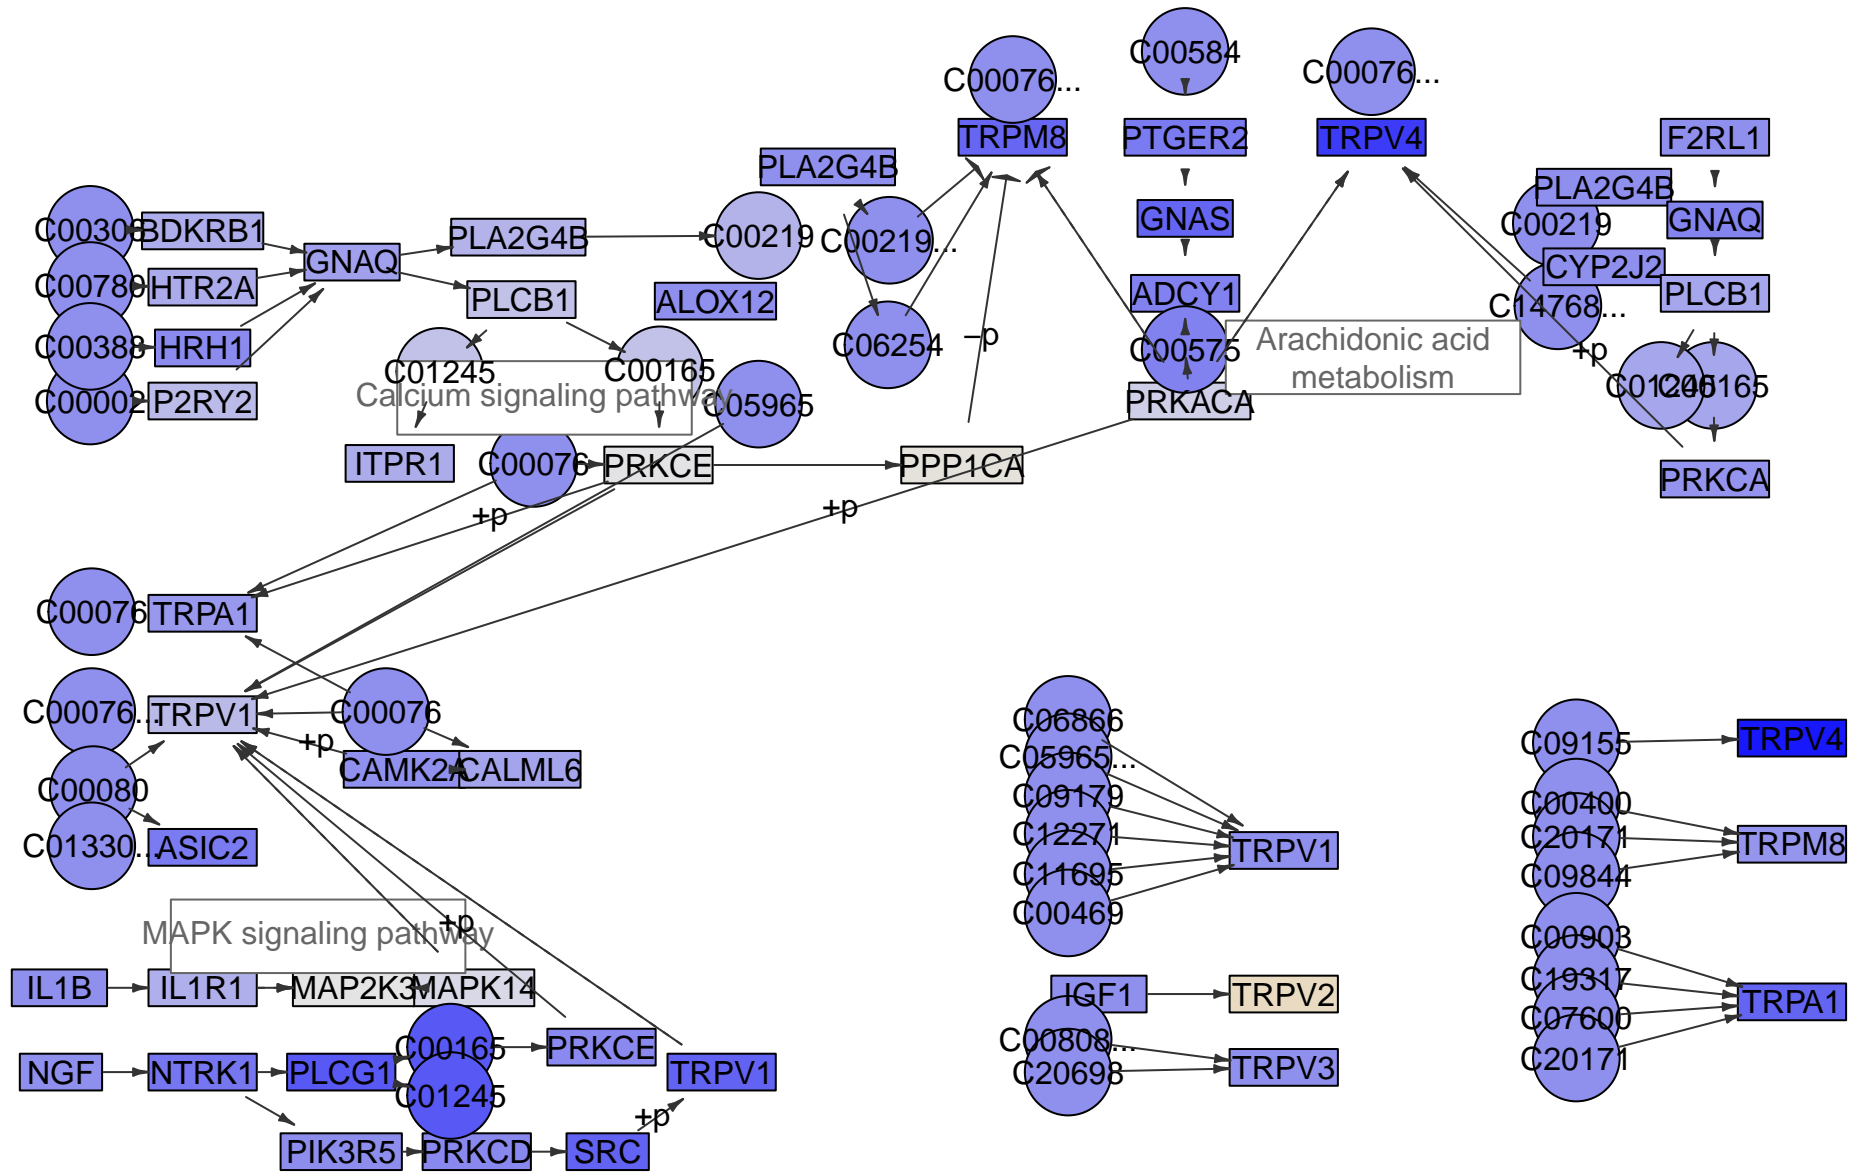 C00584
C00076...
C00076...
TRPM8
PTGER2
TRPV4
F2RL1
PLA2G4B
PLA2G4B
C00219
GNAS
GNAQ
BDKRB1
PLA2G4B
C00219
C00219...
GNAQ
CYP2J2
C00780
HTR2A
PLCB1
ALOX12
ADCY1
C14768...
PLCB1
C00388
HRH1
C06254
–p
C00575
Arachidonic acid
metabolism
+p
C01245
C00165
Calcium signaling pathway
C00002
P2RY2
C05965
PRKACA
C00165
ITPR1
C00076
PRKCE
PPP1CA
PRKCA
+p
+p
C00076
TRPA1
C00076...
TRPV1
C00076
C06866
+p
C05965...
C09155
TRPV4
C00080
CAMK2A
CALML6
C09179
C00400
C01330...
ASIC2
C12271
TRPV1
C20171
TRPM8
C11695
C09844
C00469
MAPK signaling pathway
+p
C00903
IL1B
IL1R1
MAP2K3
MAPK14
IGF1
TRPV2
C19317
TRPA1
C07600
C00165
PRKCE
C00808...
C20171
NGF
NTRK1
PLCG1
C01245
TRPV1
C20698
TRPV3
+p
PIK3R5
PRKCD
SRC